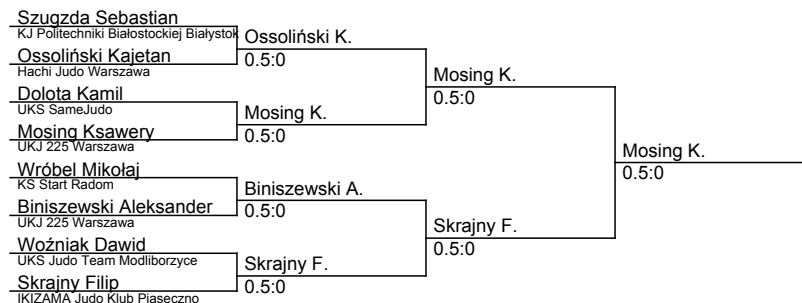 Szugzda Sebastian
KJ Politechniki Białostockiej Białystok
Ossoliński K.
Ossoliński Kajetan
0.5:0
Hachi Judo Warszawa
Mosing K.
Dolota Kamil
0.5:0
UKS SameJudo
Mosing K.
Mosing Ksawery
0.5:0
UKJ 225 Warszawa
Mosing K.
Wróbel Mikołaj
0.5:0
KS Start Radom
Biniszewski A.
Biniszewski Aleksander
0.5:0
UKJ 225 Warszawa
Skrajny F.
Woźniak Dawid
0.5:0
UKS Judo Team Modliborzyce
Skrajny F.
Skrajny Filip
0.5:0
IKIZAMA Judo Klub Piaseczno